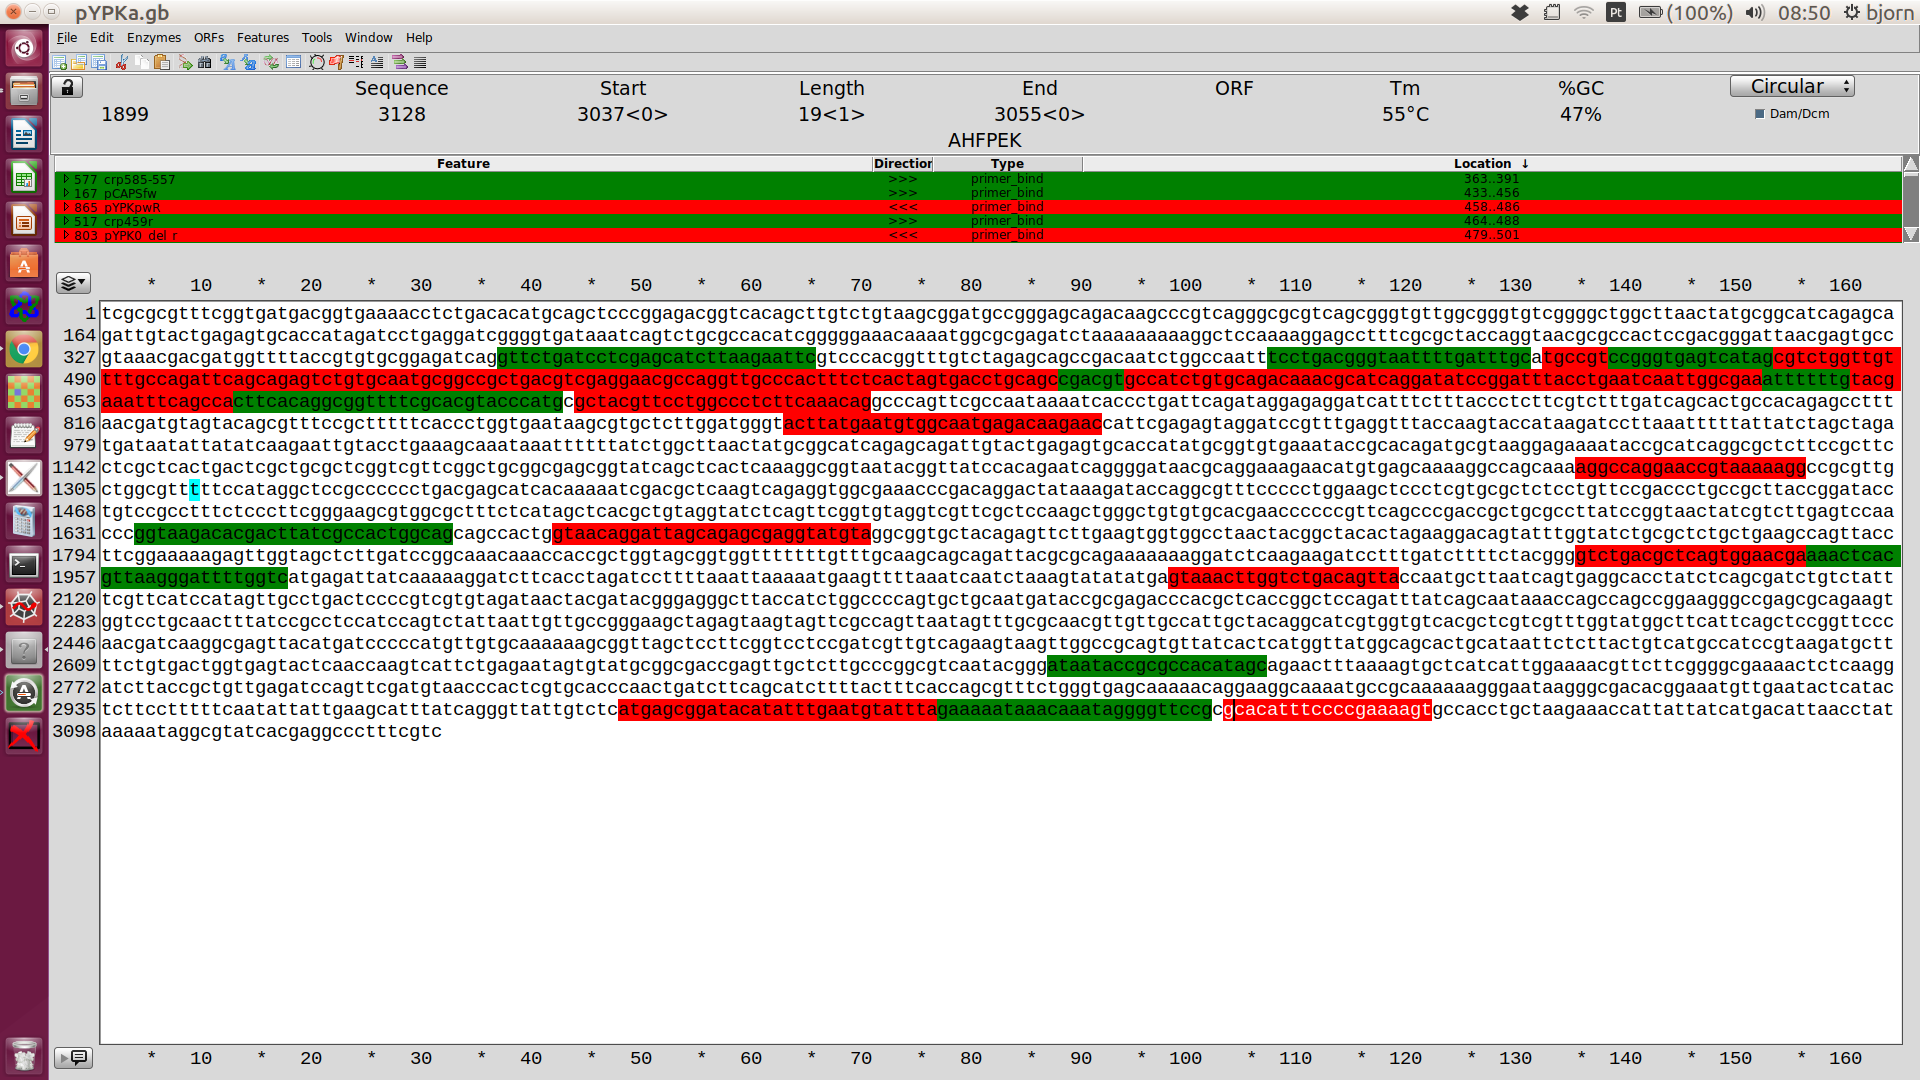 pYPKa.gb
Pt (100%) 08:50 bjorn
File Edit Enzymes ORFs Features Tools Window Help
Sequence Start Length End ORF Tm %GC Circular
1899 3128 3037<0> 19<1> 3055<0> 55°C 47% Dam/Dcm
AHFPEK
Feature Direction Type Location ↓
577 crp585-557 >>> primer_bind 363..391
167 pCAPSfw >>> primer_bind 433..456
865 pYPKpwR <<< primer_bind 458..486
517 crp459r >>> primer_bind 464..488
803 pYPK0_del_r <<< primer_bind 479..501
* 10 * 20 * 30 * 40 * 50 * 60 * 70 * 80 * 90 * 100 * 110 * 120 * 130 * 140 * 150 * 160
1 tcgcgcgtttcggtgatgacggtgaaaacctctgacacatgcagctcccggagacggtcacagcttgtctgtaagcggatgccgggagcagacaagcccgtcagggcgcgtcagcgggtgttggcgggtgtcggggctggcttaactatgcggcatcagagca
164 gattgtactgagagtgcaccatagatcctgaggatcggggtgataaatcagtctgcgccacatcgggggaaacaaaatggcgcgagatctaaaaaaaaaggctccaaaaggagcctttcgcgctaccaggtaacgcgccactccgacgggattaacgagtgcc
327 gtaaacgacgatggttttaccgtgtgcggagatcaggttctgatcctcgagcatcttaagaattcgtcccacggtttgtctagagcagccgacaatctggccaatttcctgacgggtaattttgatttgcatgccgtccgggtgagtcatagcgtctggttgt
490 tttgccagattcagcagagtctgtgcaatgcggccgctgacgtcgaggaacgccaggttgcccactttctcactagtgacctgcagccgacgtgccatctgtgcagacaaacgcatcaggatatccggatttacctgaatcaattggcgaaattttttgtacg
653 aaatttcagccacttcacaggcggttttcgcacgtacccatgcgctacgttcctggccctcttcaaacaggcccagttcgccaataaaatcaccctgattcagataggagaggatcatttctttaccctcttcgtctttgatcagcactgccacagagccttt
816 aacgatgtagtacagcgtttccgctttttcaccctggtgaataagcgtgctcttggatgggtacttatgaatgtggcaatgagacaagaaccattcgagagtaggatccgtttgaggtttaccaagtaccataagatccttaaatttttattatctagctaga
979 tgataatattatatcaagaattgtacctgaaagcaaataaattttttatctggcttaactatgcggcatcagagcagattgtactgagagtgcaccatatgcggtgtgaaataccgcacagatgcgtaaggagaaaataccgcatcaggcgctcttccgcttc
1142 ctcgctcactgactcgctgcgctcggtcgttcggctgcggcgagcggtatcagctcactcaaaggcggtaatacggttatccacagaatcaggggataacgcaggaaagaacatgtgagcaaaaggccagcaaaaggccaggaaccgtaaaaaggccgcgttg
1305 ctggcgtttttccataggctccgcccccctgacgagcatcacaaaaatcgacgctcaagtcagaggtggcgaaacccgacaggactataaagataccaggcgtttccccctggaagctccctcgtgcgctctcctgttccgaccctgccgcttaccggatacc
1468 tgtccgcctttctcccttcgggaagcgtggcgctttctcatagctcacgctgtaggtatctcagttcggtgtaggtcgttcgctccaagctgggctgtgtgcacgaaccccccgttcagcccgaccgctgcgccttatccggtaactatcgtcttgagtccaa
1631 cccggtaagacacgacttatcgccactggcagcagccactggtaacaggattagcagagcgaggtatgtaggcggtgctacagagttcttgaagtggtggcctaactacggctacactagaaggacagtatttggtatctgcgctctgctgaagccagttacc
1794 ttcggaaaaagagttggtagctcttgatccggcaaacaaaccaccgctggtagcggtggtttttttgtttgcaagcagcagattacgcgcagaaaaaaaggatctcaagaagatcctttgatcttttctacggggtctgacgctcagtggaacgaaaactcac
1957 gttaagggattttggtcatgagattatcaaaaaggatcttcacctagatccttttaaattaaaaatgaagttttaaatcaatctaaagtatatatgagtaaacttggtctgacagttaccaatgcttaatcagtgaggcacctatctcagcgatctgtctatt
2120 tcgttcatccatagttgcctgactccccgtcgtgtagataactacgatacgggagggcttaccatctggccccagtgctgcaatgataccgcgagacccacgctcaccggctccagatttatcagcaataaaccagccagccggaagggccgagcgcagaagt
2283 ggtcctgcaactttatccgcctccatccagtctattaattgttgccgggaagctagagtaagtagttcgccagttaatagtttgcgcaacgttgttgccattgctacaggcatcgtggtgtcacgctcgtcgtttggtatggcttcattcagctccggttccc
2446 aacgatcaaggcgagttacatgatcccccatgttgtgcaaaaaagcggttagctccttcggtcctccgatcgttgtcagaagtaagttggccgcagtgttatcactcatggttatggcagcactgcataattctcttactgtcatgccatccgtaagatgctt
2609 ttctgtgactggtgagtactcaaccaagtcattctgagaatagtgtatgcggcgaccgagttgctcttgcccggcgtcaatacgggataataccgcgccacatagcagaactttaaaagtgctcatcattggaaaacgttcttcggggcgaaaactctcaagg
2772 atcttaccgctgttgagatccagttcgatgtaacccactcgtgcacccaactgatcttcagcatcttttactttcaccagcgtttctgggtgagcaaaaacaggaaggcaaaatgccgcaaaaaagggaataagggcgacacggaaatgttgaatactcatac
2935 tcttcctttttcaatattattgaagcatttatcagggttattgtctcatgagcggatacatatttgaatgtatttagaaaaataaacaaataggggttccgcgcacatttccccgaaaagtgccacctgctaagaaaccattattatcatgacattaacctat
3098 aaaaataggcgtatcacgaggccctttcgtc
* 10 * 20 * 30 * 40 * 50 * 60 * 70 * 80 * 90 * 100 * 110 * 120 * 130 * 140 * 150 * 160